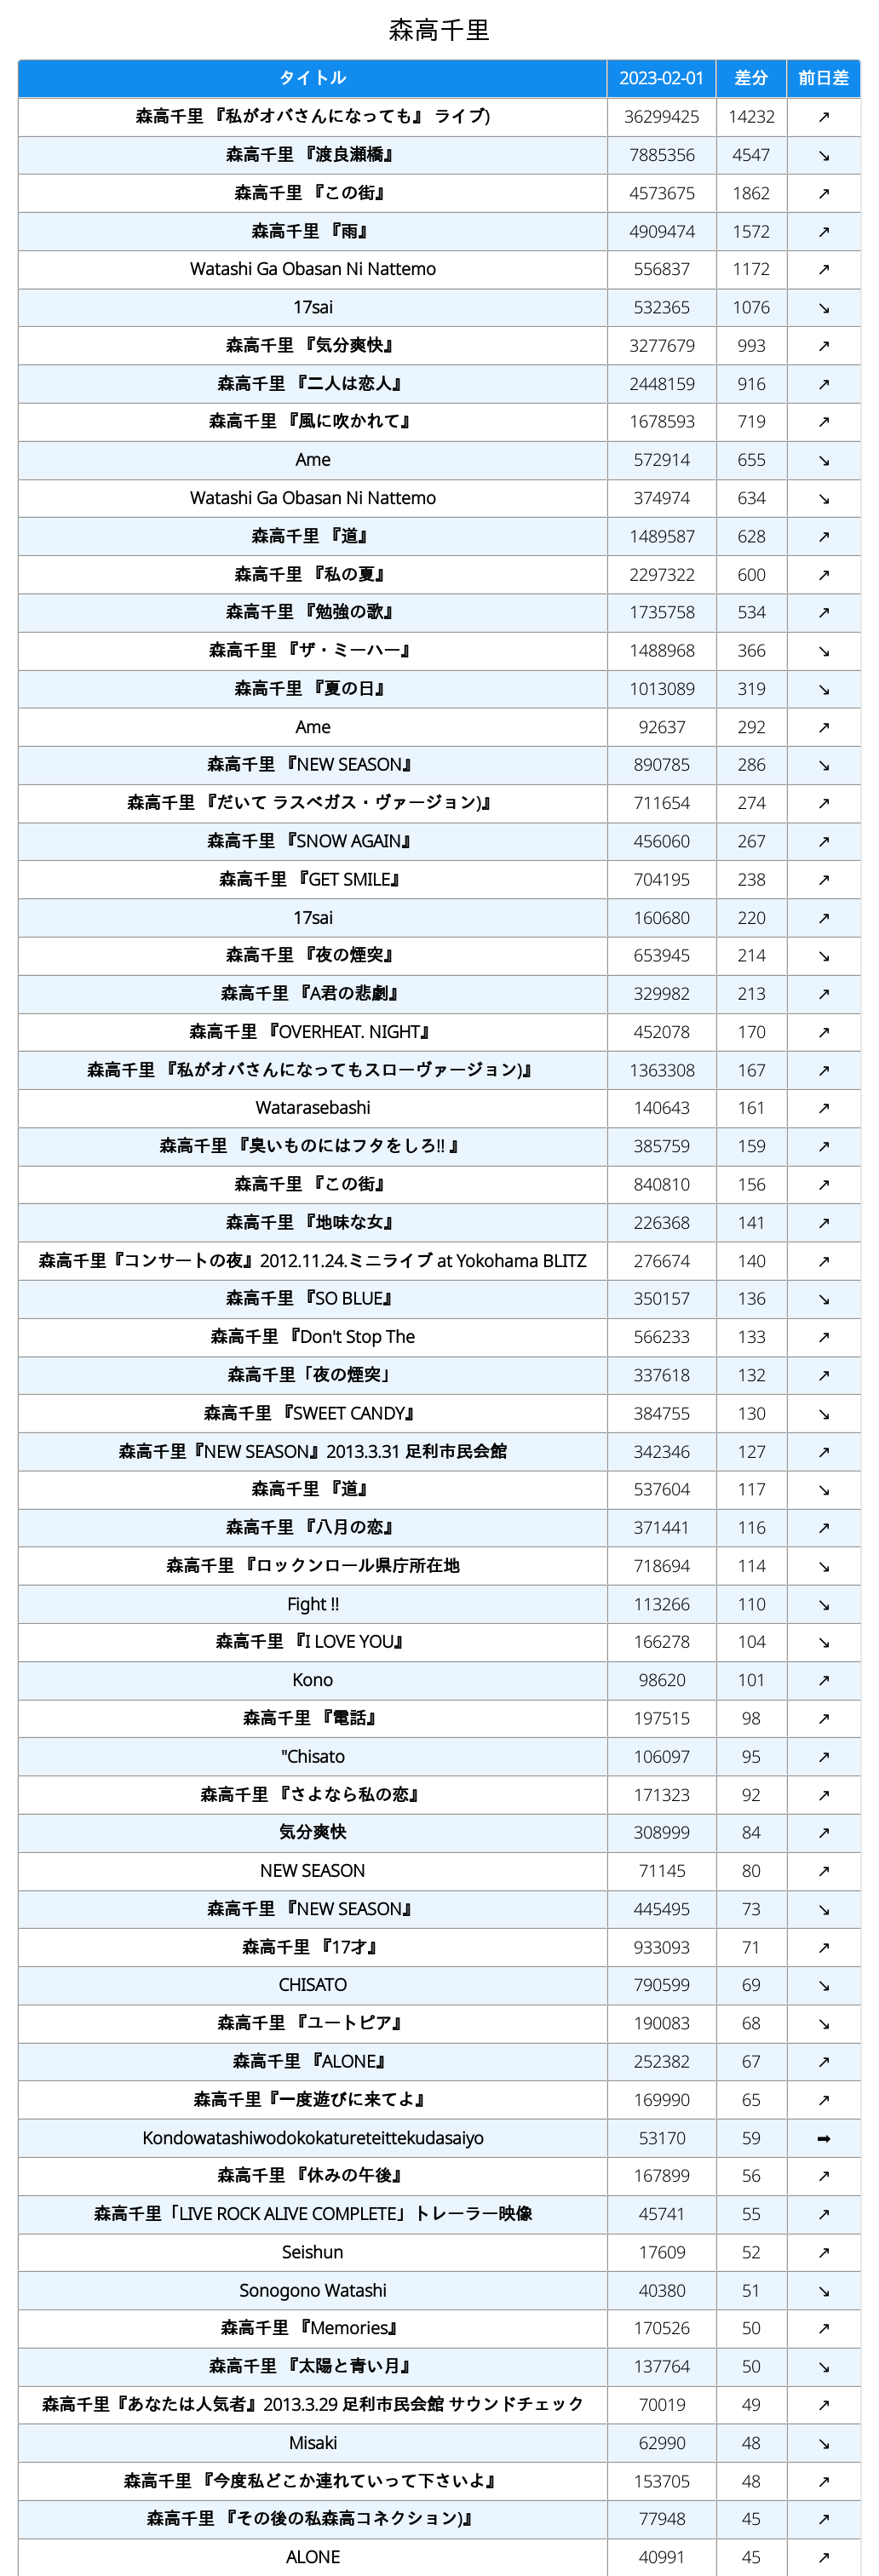 森高千里
タイトル 2023-02-01 差分 前日差
森高千里 『私がオバさんになっても』 ライブ) 36299425 14232 ↗
森高千里 『渡良瀬橋』 7885356 4547 ↘
森高千里 『この街』 4573675 1862 ↗
森高千里 『雨』 4909474 1572 ↗
Watashi Ga Obasan Ni Nattemo 556837 1172 ↗
17sai 532365 1076 ↘
森高千里 『気分爽快』 3277679 993 ↗
森高千里 『二人は恋人』 2448159 916 ↗
森高千里 『風に吹かれて』 1678593 719 ↗
Ame 572914 655 ↘
Watashi Ga Obasan Ni Nattemo 374974 634 ↘
森高千里 『道』 1489587 628 ↗
森高千里 『私の夏』 2297322 600 ↗
森高千里 『勉強の歌』 1735758 534 ↗
森高千里 『ザ・ミーハー』 1488968 366 ↘
森高千里 『夏の日』 1013089 319 ↘
Ame 92637 292 ↗
森高千里 『NEW SEASON』 890785 286 ↘
森高千里 『だいて ラスベガス・ヴァージョン)』 711654 274 ↗
森高千里 『SNOW AGAIN』 456060 267 ↗
森高千里 『GET SMILE』 704195 238 ↗
17sai 160680 220 ↗
森高千里 『夜の煙突』 653945 214 ↘
森高千里 『A君の悲劇』 329982 213 ↗
森高千里 『OVERHEAT. NIGHT』 452078 170 ↗
森高千里 『私がオバさんになってもスローヴァージョン)』 1363308 167 ↗
Watarasebashi 140643 161 ↗
森高千里 『臭いものにはフタをしろ!! 』 385759 159 ↗
森高千里 『この街』 840810 156 ↗
森高千里 『地味な女』 226368 141 ↗
森高千里『コンサートの夜』2012.11.24.ミニライブ at Yokohama BLITZ 276674 140 ↗
森高千里 『SO BLUE』 350157 136 ↘
森高千里 『Don't Stop The 566233 133 ↗
森高千里「夜の煙突」 337618 132 ↗
森高千里 『SWEET CANDY』 384755 130 ↘
森高千里『NEW SEASON』2013.3.31 足利市民会館 342346 127 ↗
森高千里 『道』 537604 117 ↘
森高千里 『八月の恋』 371441 116 ↗
森高千里 『ロックンロール県庁所在地 718694 114 ↘
Fight !! 113266 110 ↘
森高千里 『I LOVE YOU』 166278 104 ↘
Kono 98620 101 ↗
森高千里 『電話』 197515 98 ↗
"Chisato 106097 95 ↗
森高千里 『さよなら私の恋』 171323 92 ↗
気分爽快 308999 84 ↗
NEW SEASON 71145 80 ↗
森高千里 『NEW SEASON』 445495 73 ↘
森高千里 『17才』 933093 71 ↗
CHISATO 790599 69 ↘
森高千里 『ユートピア』 190083 68 ↘
森高千里 『ALONE』 252382 67 ↗
森高千里『一度遊びに来てよ』 169990 65 ↗
Kondowatashiwodokokatureteittekudasaiyo 53170 59 ➡
森高千里 『休みの午後』 167899 56 ↗
森高千里「LIVE ROCK ALIVE COMPLETE」トレーラー映像 45741 55 ↗
Seishun 17609 52 ↗
Sonogono Watashi 40380 51 ↘
森高千里 『Memories』 170526 50 ↗
森高千里 『太陽と青い月』 137764 50 ↘
森高千里『あなたは人気者』2013.3.29 足利市民会館 サウンドチェック 70019 49 ↗
Misaki 62990 48 ↘
森高千里 『今度私どこか連れていって下さいよ』 153705 48 ↗
森高千里 『その後の私森高コネクション)』 77948 45 ↗
ALONE 40991 45 ↗